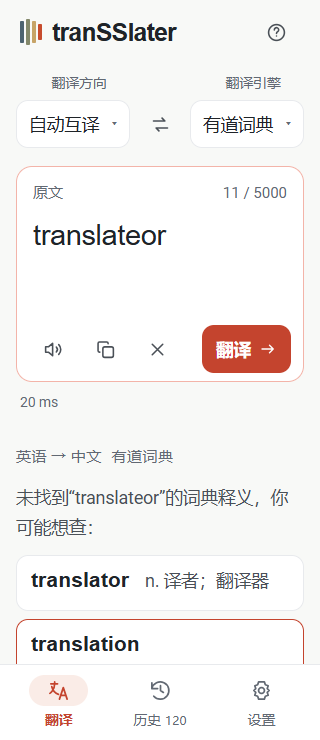 tranSSlater
翻译方向
翻译引擎
自动互译
有道词典
原文
11 / 5000
translateor
翻译 →
20 ms
英语 → 中文 有道词典
未找到“translateor”的词典释义，你
可能想查：
translator n. 译者；翻译器
translation
翻译
历史 120
设置